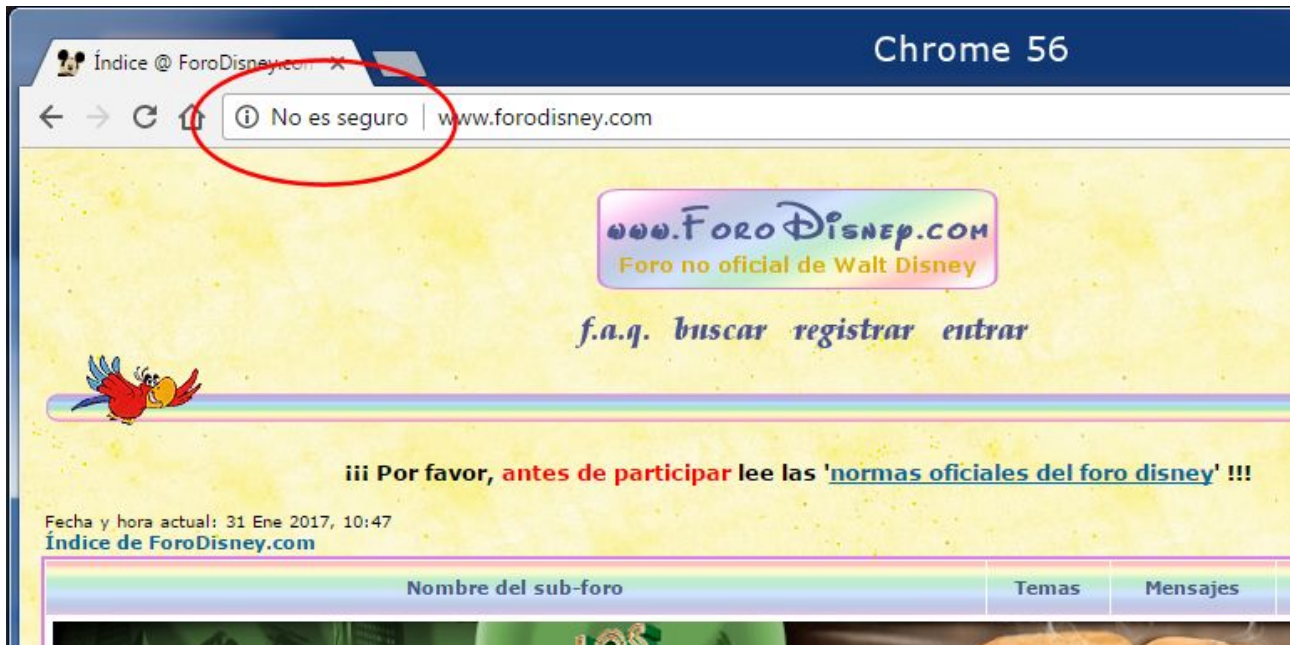 Chrome 56
Índice @ ForoDisney.com
No es seguro | www.forodisney.com
www.ForoDisney.com
Foro no oficial de Walt Disney
f.a.q. buscar registrar entrar
¡¡¡ Por favor, antes de participar lee las 'normas oficiales del foro disney' !!!
Fecha y hora actual: 31 Ene 2017, 10:47
Índice de ForoDisney.com
Nombre del sub-foro Temas Mensajes
LOS